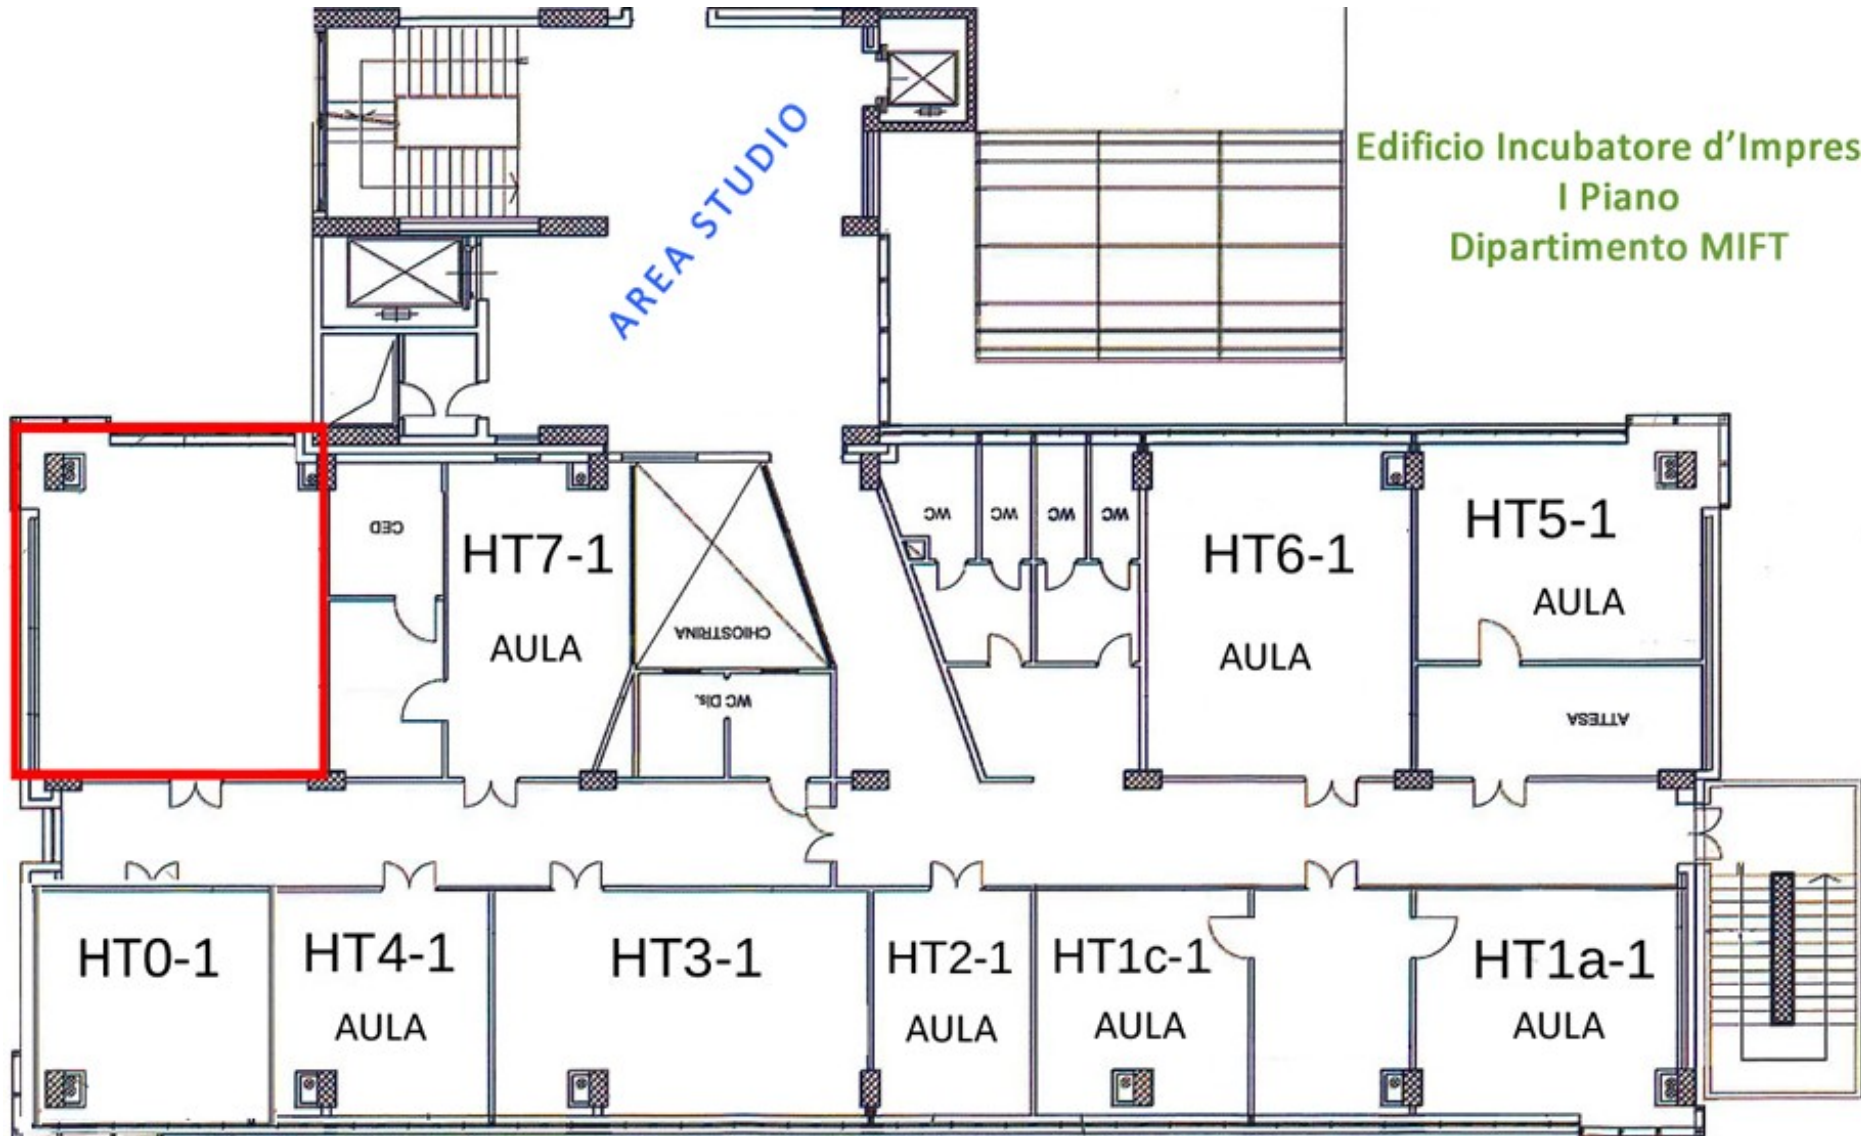 AREA STUDIO
Edificio Incubatore d'Impres
I Piano
Dipartimento MIFT
CED
HT7-1
AULA
CHIOSTRINA
WC Dis.
WC
WC
WC
WC
HT6-1
AULA
HT5-1
AULA
ATTESA
HT0-1
HT4-1
AULA
HT3-1
HT2-1
AULA
HT1c-1
AULA
HT1a-1
AULA